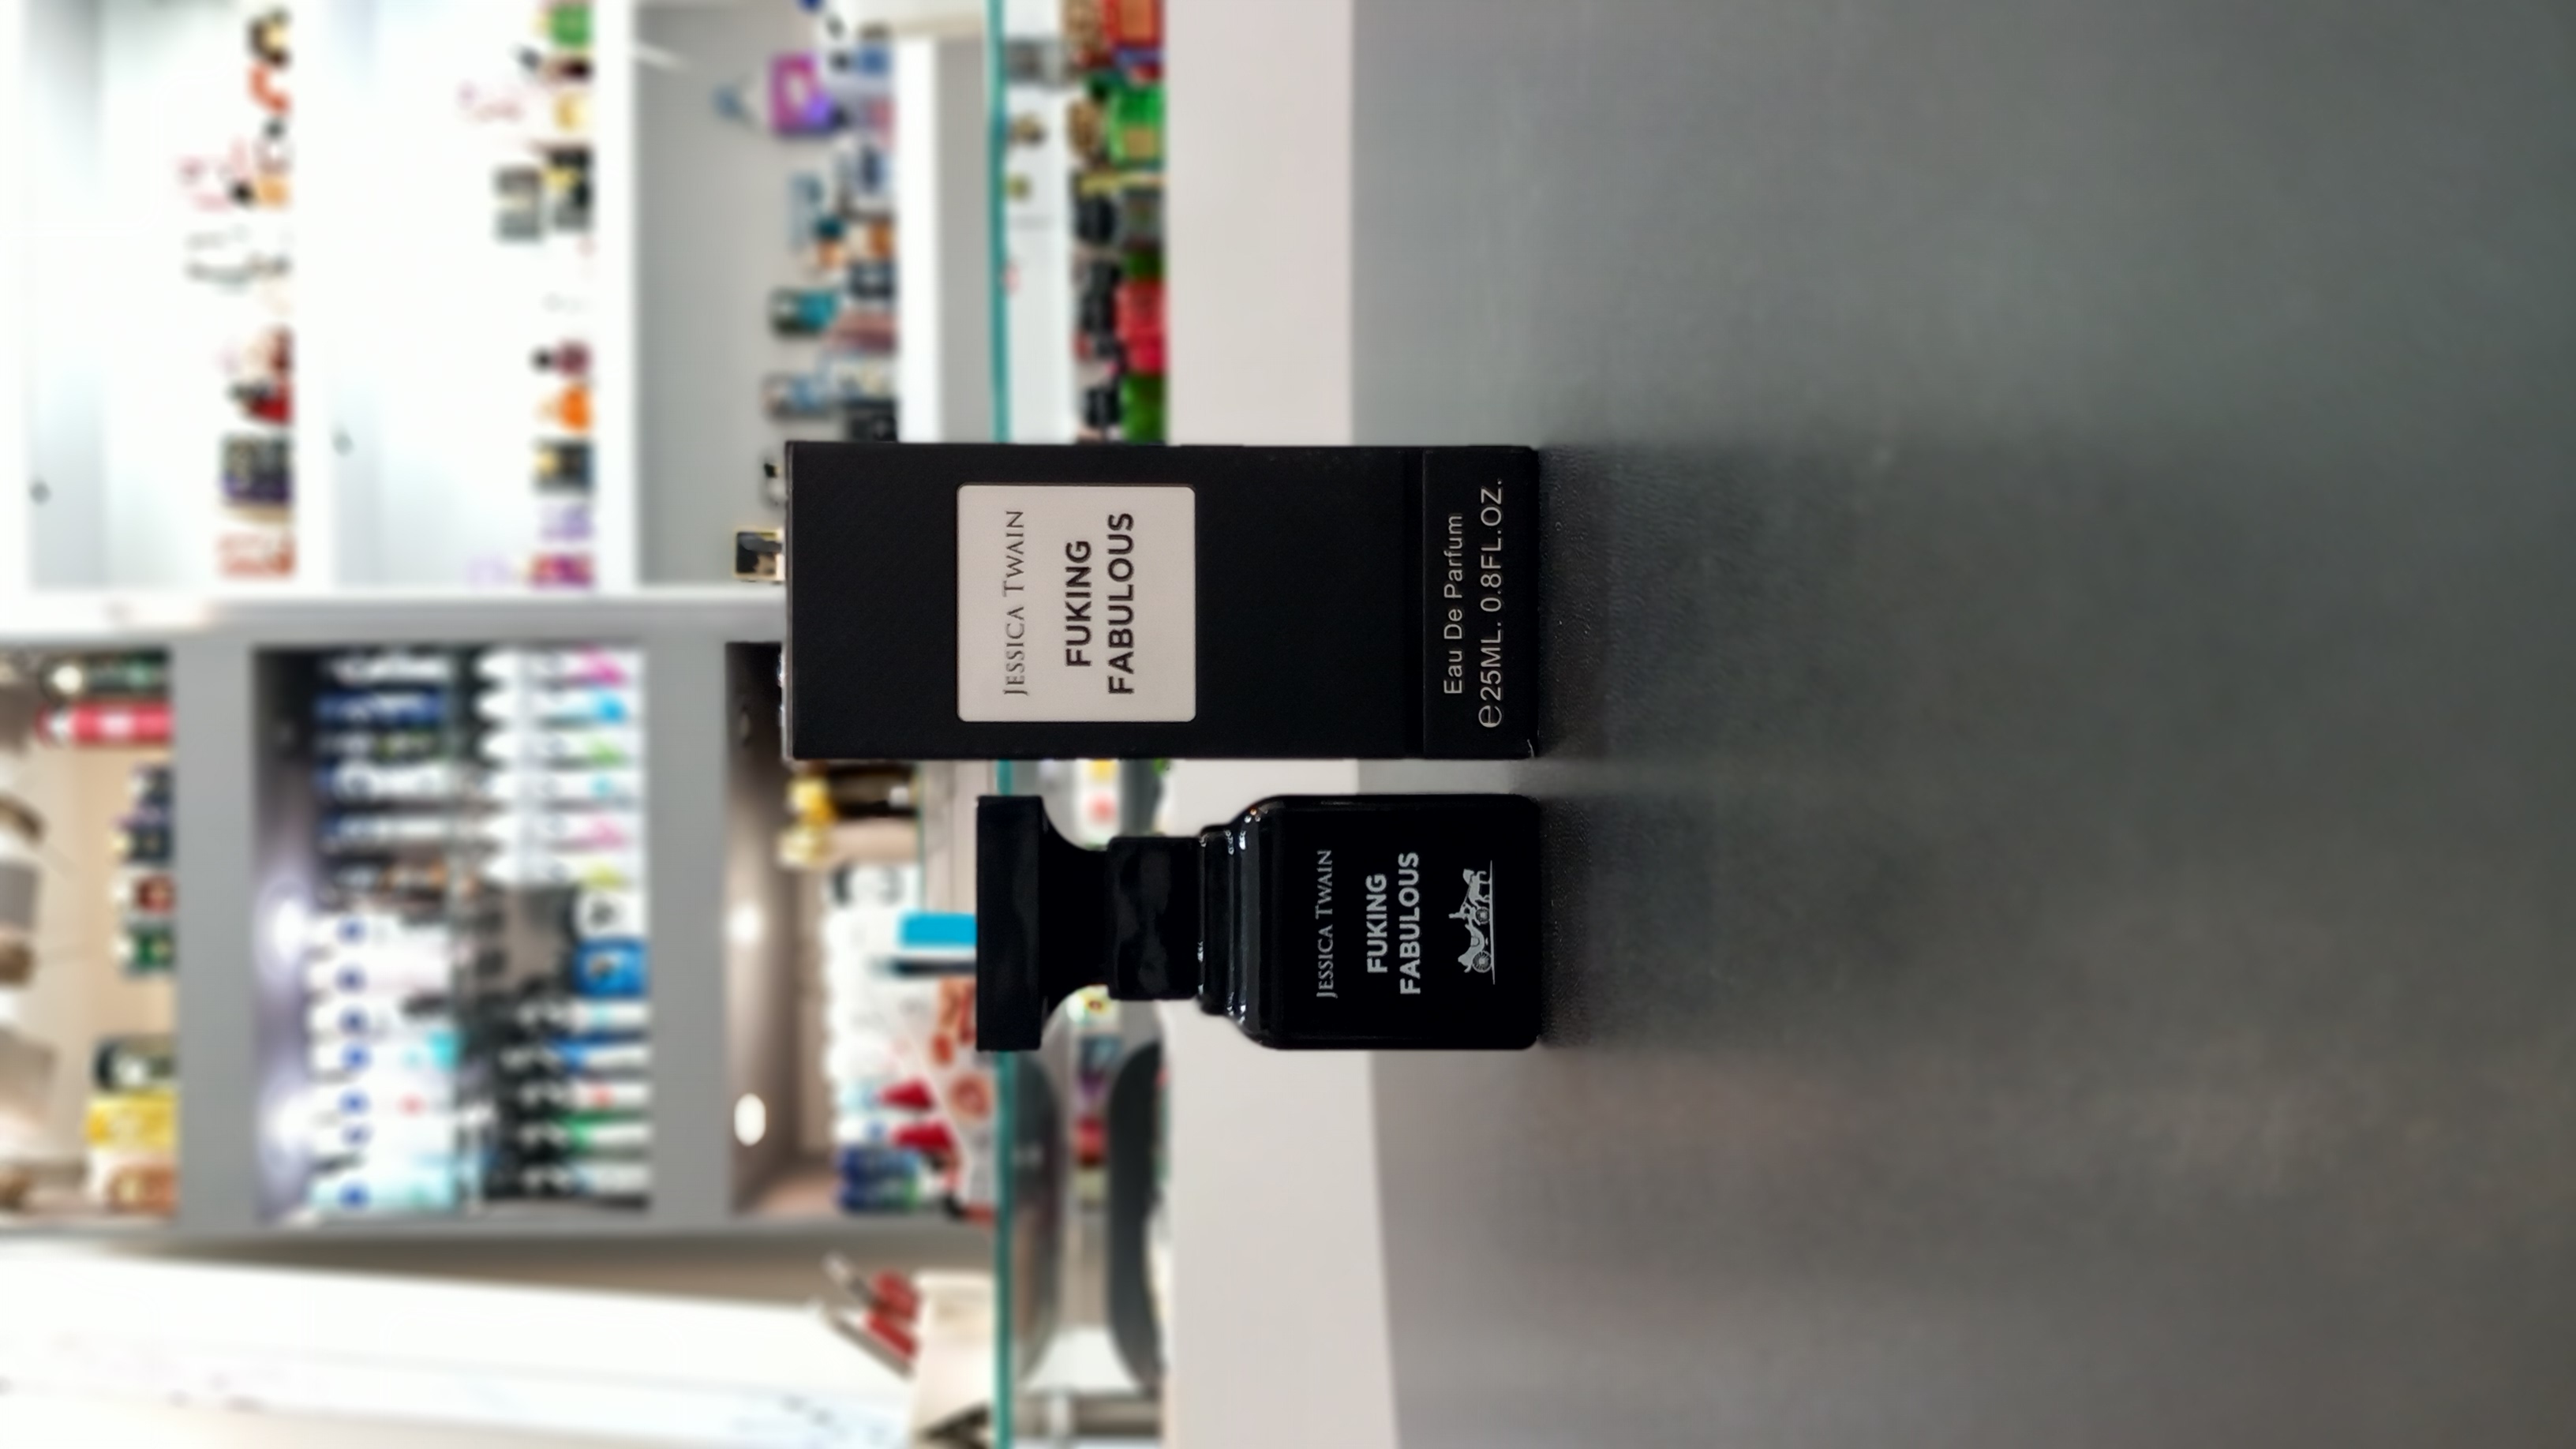 JESSICA TWAIN
FUKING
FABULOUS
Eau De Parfum
℮25ML. 0.8FL.OZ.
JESSICA TWAIN
FUKING
FABULOUS